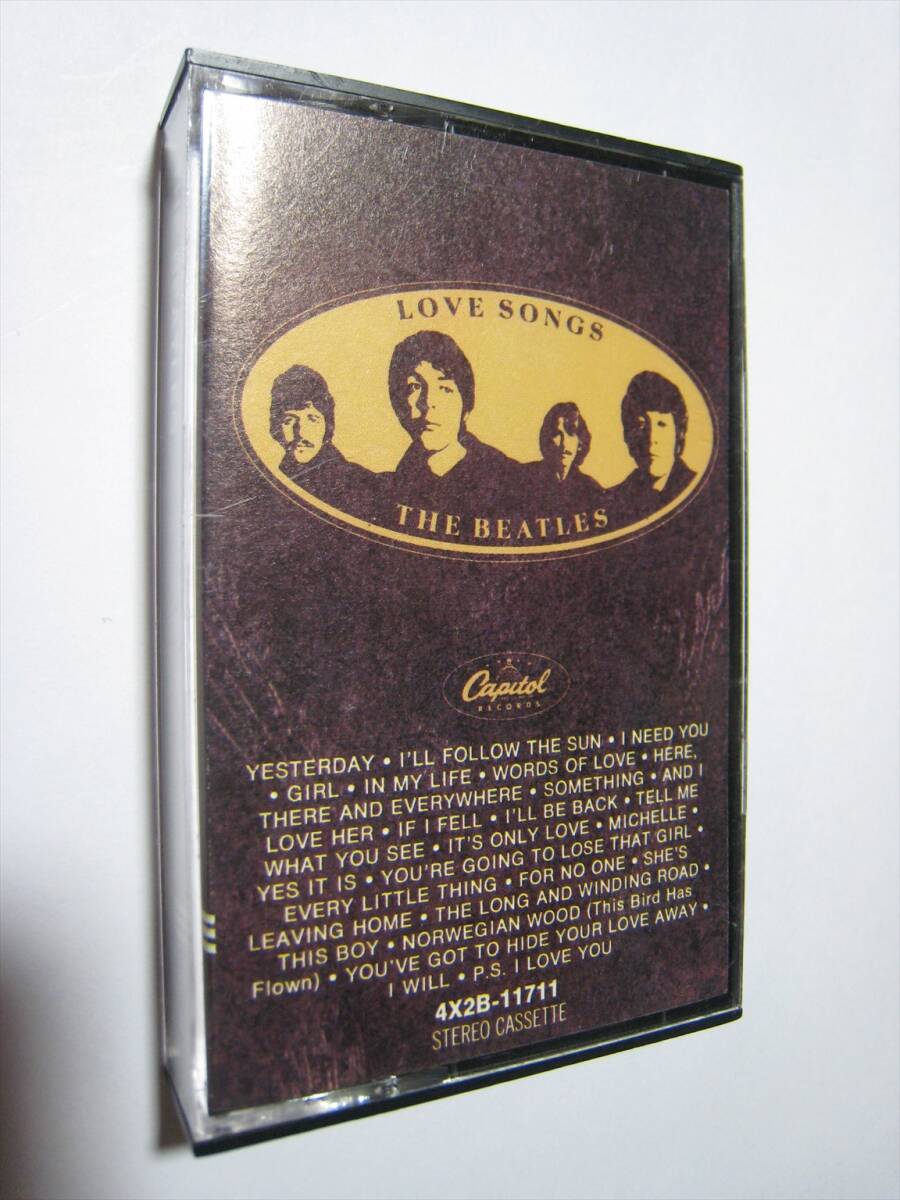 LOVE SONGS
THE BEATLES
Capitol
RECORDS
YESTERDAY • I'LL FOLLOW THE SUN • I NEED YOU
• GIRL • IN MY LIFE • WORDS OF LOVE • HERE,
THERE AND EVERYWHERE • SOMETHING • AND I
LOVE HER • IF I FELL • I'LL BE BACK • TELL ME
WHAT YOU SEE • IT'S ONLY LOVE • MICHELLE •
YES IT IS • YOU'RE GOING TO LOSE THAT GIRL •
EVERY LITTLE THING • FOR NO ONE • SHE'S
LEAVING HOME • THE LONG AND WINDING ROAD •
THIS BOY • NORWEGIAN WOOD (This Bird Has
Flown) • YOU'VE GOT TO HIDE YOUR LOVE AWAY •
I WILL • P.S. I LOVE YOU
4X2B-11711
STEREO CASSETTE